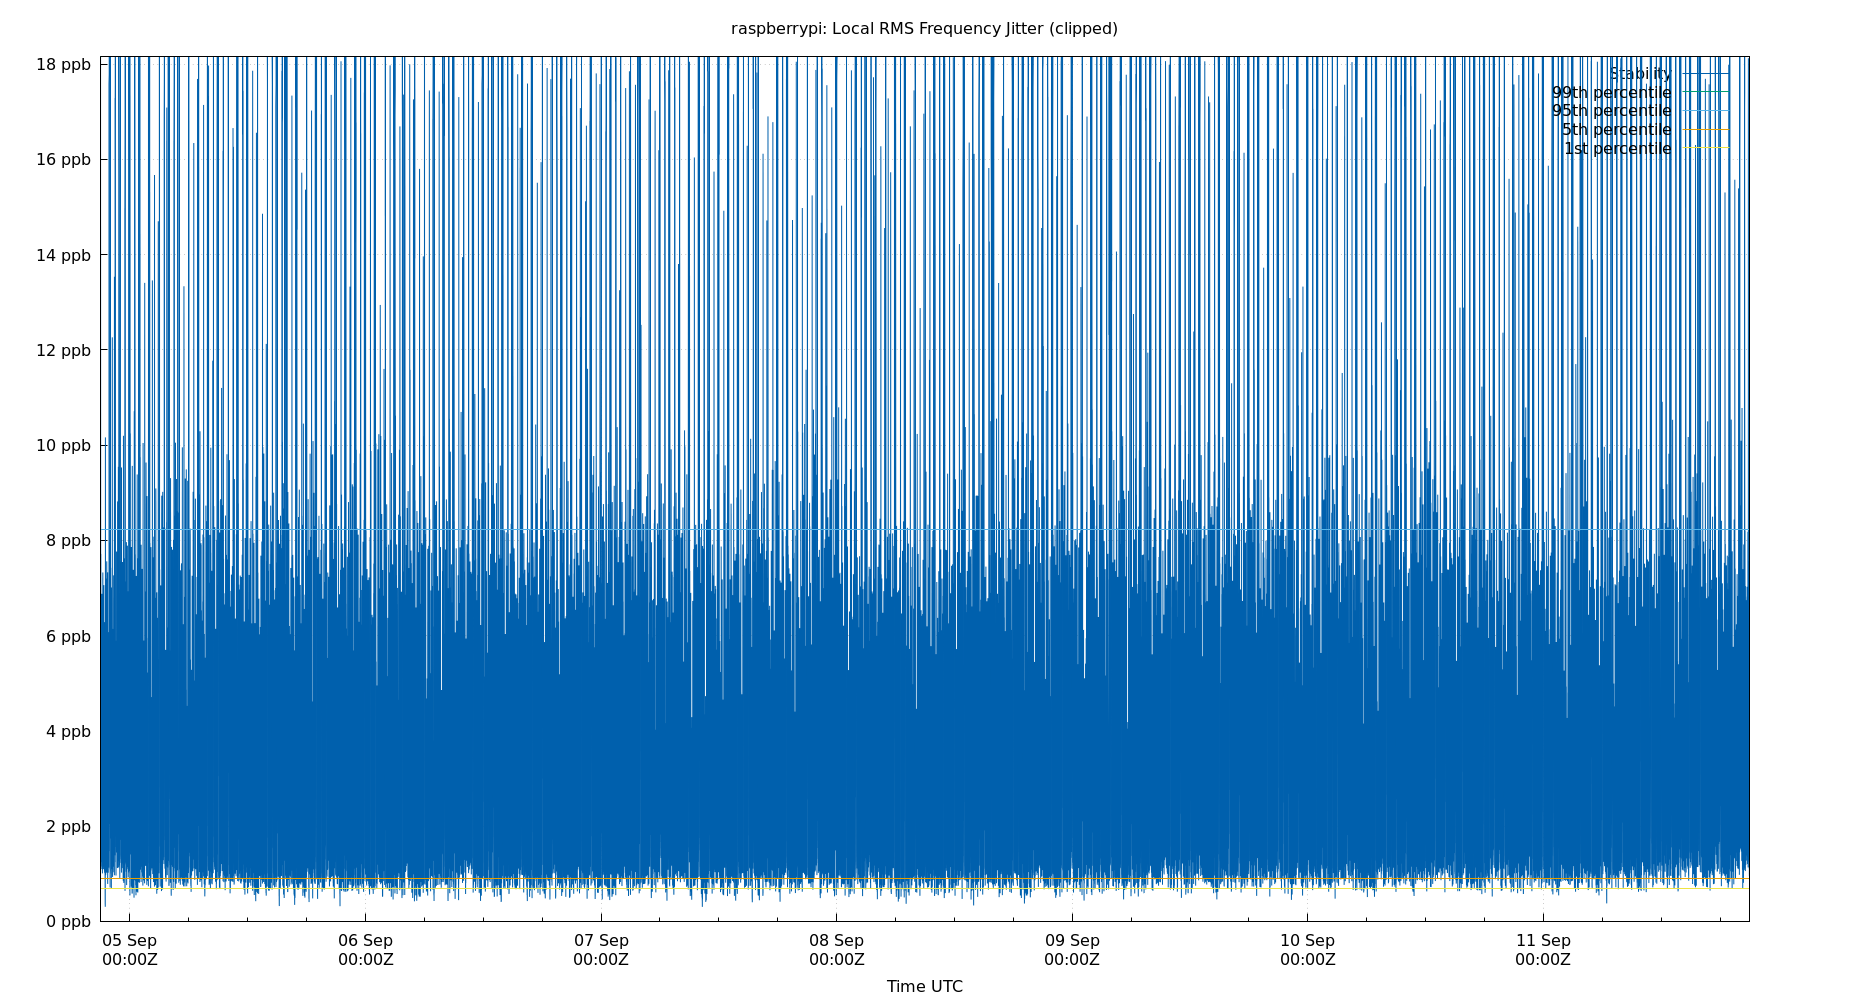 raspberrypi: Local RMS Frequency Jitter (clipped)
18 ppb
16 ppb
14 ppb
12 ppb
10 ppb
8 ppb
6 ppb
4 ppb
2 ppb
0 ppb
Stability
99th percentile
95th percentile
5th percentile
1st percentile
05 Sep 06 Sep 07 Sep 08 Sep 09 Sep 10 Sep 11 Sep
00:00Z 00:00Z 00:00Z 00:00Z 00:00Z 00:00Z 00:00Z
Time UTC